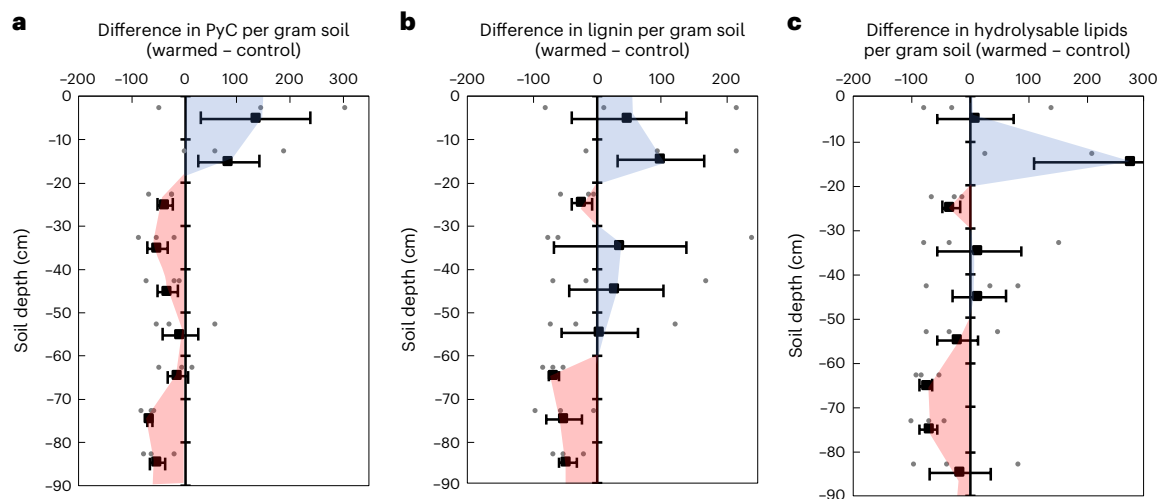 a
Difference in PyC per gram soil
(warmed – control)
–200 –100 0 100 200 300
0
–10
–20
–30
–40
–50
–60
–70
–80
–90
Soil depth (cm)
b
Difference in lignin per gram soil
(warmed – control)
–200 –100 0 100 200
0
–10
–20
–30
–40
–50
–60
–70
–80
–90
Soil depth (cm)
c
Difference in hydrolysable lipids
per gram soil (warmed – control)
–200 –100 0 100 200 300
0
–10
–20
–30
–40
–50
–60
–70
–80
–90
Soil depth (cm)